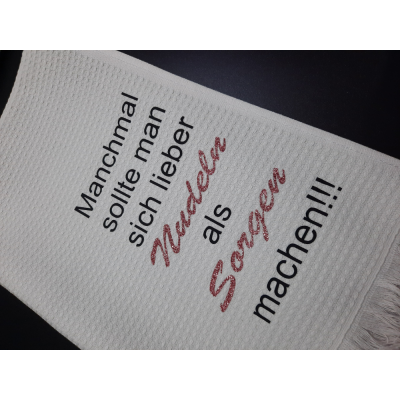 Manchmal
sollte man
sich lieber
Nudeln
als
Sorgen
machen!!!